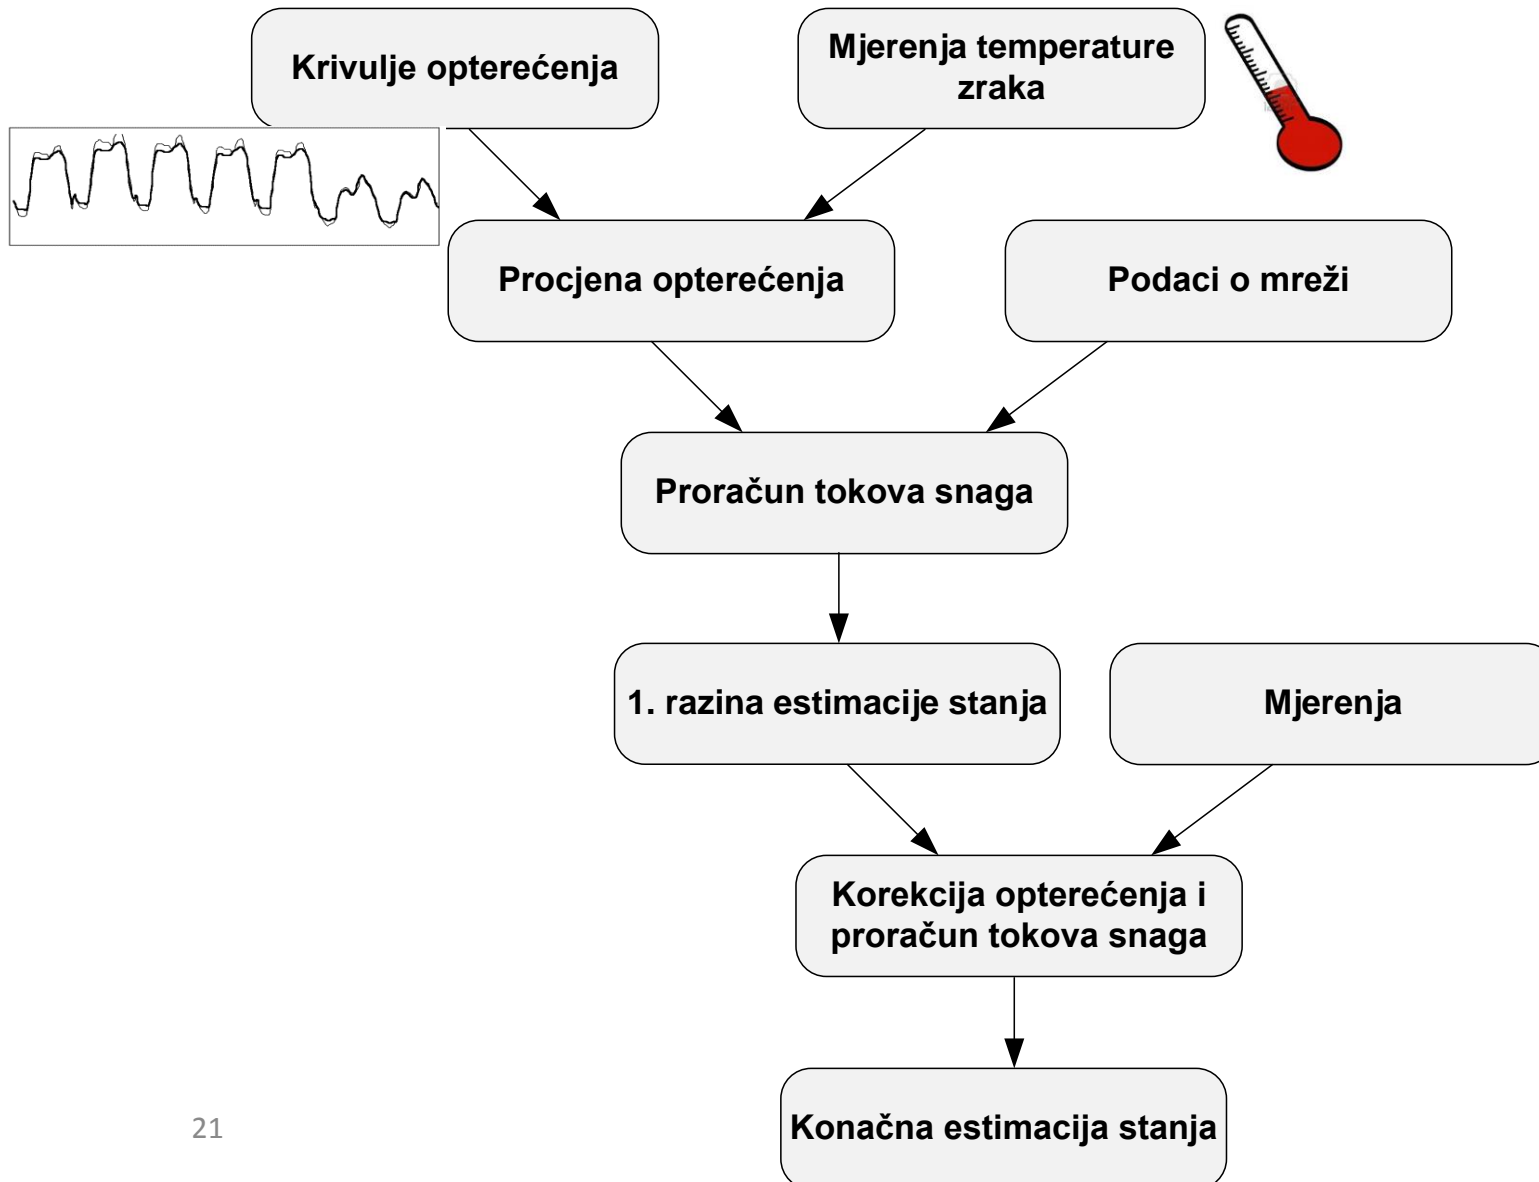 Krivulje opterećenja
Mjerenja temperature
zraka
Procjena opterećenja
Podaci o mreži
Proračun tokova snaga
1. razina estimacije stanja
Mjerenja
Korekcija opterećenja i
proračun tokova snaga
Konačna estimacija stanja
21